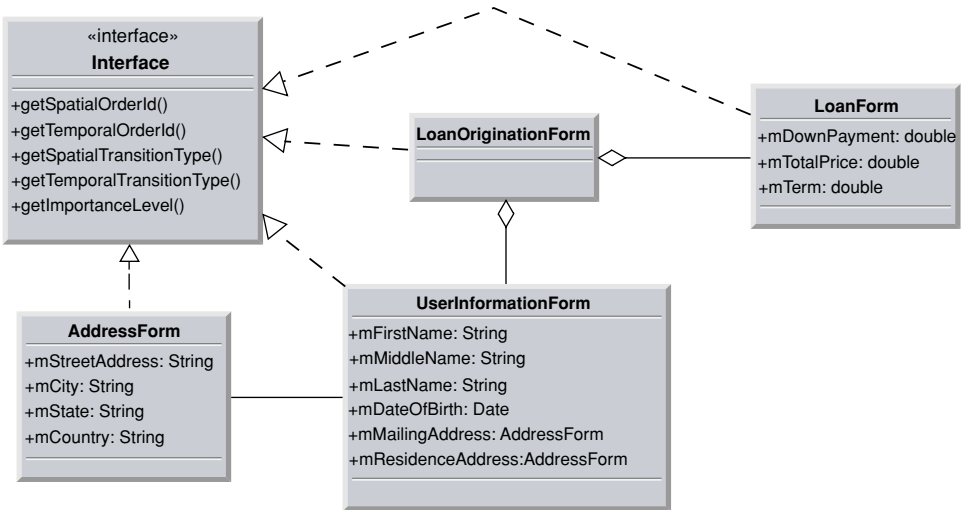 «interface»
Interface
+getSpatialOrderId()
+getTemporalOrderId()
+getSpatialTransitionType()
+getTemporalTransitionType()
+getImportanceLevel()
LoanOriginationForm
LoanForm
+mDownPayment: double
+mTotalPrice: double
+mTerm: double
AddressForm
+mStreetAddress: String
+mCity: String
+mState: String
+mCountry: String
UserInformationForm
+mFirstName: String
+mMiddleName: String
+mLastName: String
+mDateOfBirth: Date
+mMailingAddress: AddressForm
+mResidenceAddress:AddressForm